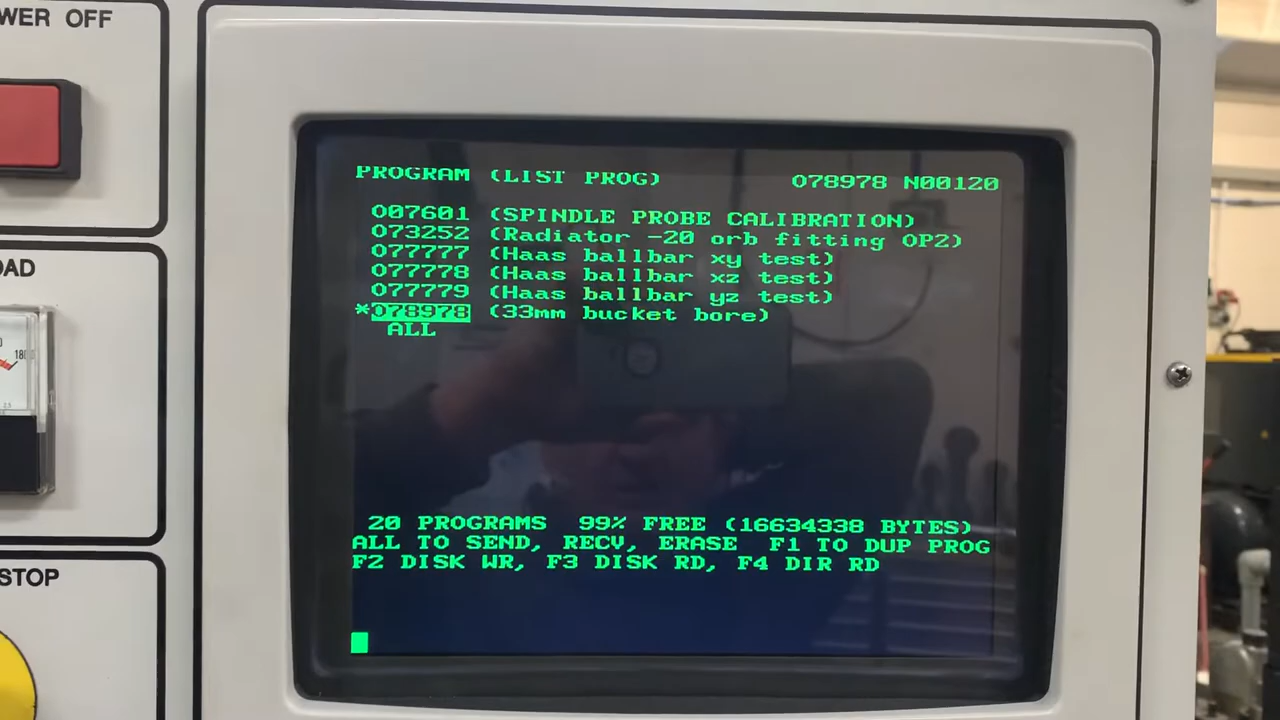 WER OFF
PROGRAM (LIST PROG) O78978 N00120
O07601 (SPINDLE PROBE CALIBRATION)
O73252 (Radiator -20 orb fitting OP2)
O77777 (Haas ballbar xy test)
O77778 (Haas ballbar xz test)
O77779 (Haas ballbar yz test)
*O78978 (33mm bucket bore)
ALL
OAD
180
20 PROGRAMS 99% FREE (16634338 BYTES)
ALL TO SEND, RECV, ERASE F1 TO DUP PROG
F2 DISK WR, F3 DISK RD, F4 DIR RD
STOP